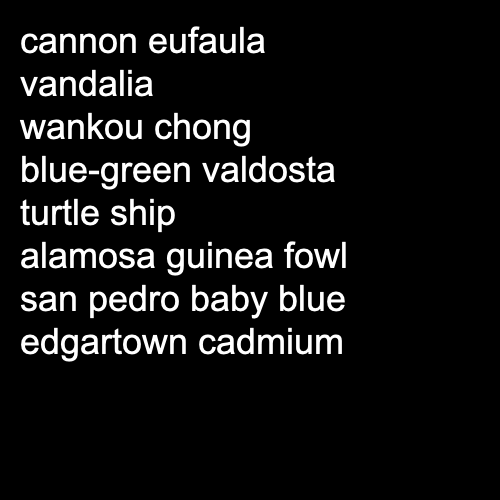 cannon eufaula
vandalia
wankou chong
blue-green valdosta
turtle ship
alamosa guinea fowl
san pedro baby blue
edgartown cadmium